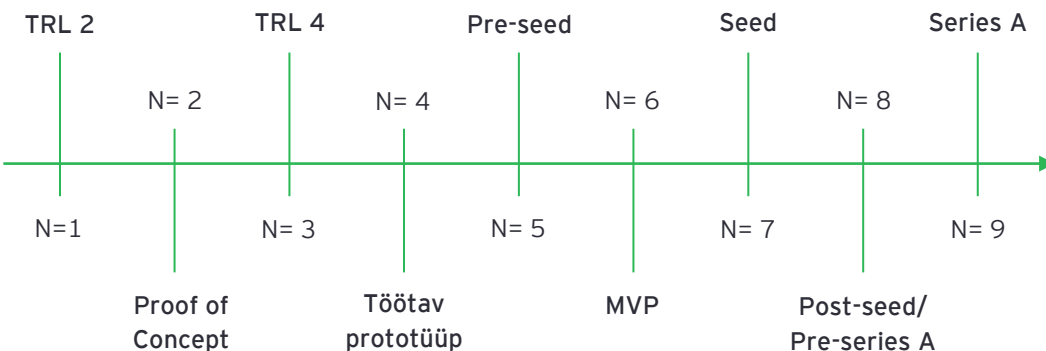 TRL 2
TRL 4
Pre-seed
Seed
Series A
N= 2
N= 4
N= 6
N= 8
N=1
N= 3
N= 5
N= 7
N= 9
Proof of
Concept
Töötav
prototüüp
MVP
Post-seed/
Pre-series A